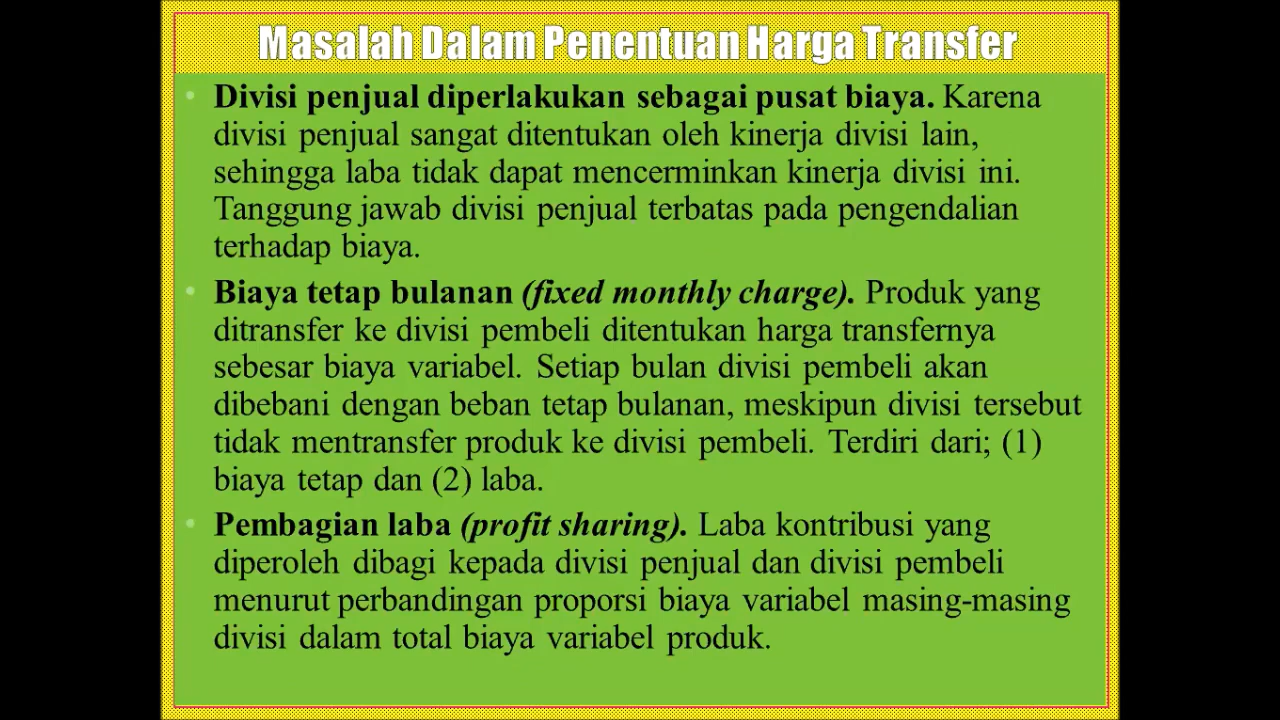 Masalah Dalam Penentuan Harga Transfer
• Divisi penjual diperlakukan sebagai pusat biaya. Karena
divisi penjual sangat ditentukan oleh kinerja divisi lain,
sehingga laba tidak dapat mencerminkan kinerja divisi ini.
Tanggung jawab divisi penjual terbatas pada pengendalian
terhadap biaya.
• Biaya tetap bulanan (fixed monthly charge). Produk yang
ditransfer ke divisi pembeli ditentukan harga transfernya
sebesar biaya variabel. Setiap bulan divisi pembeli akan
dibebani dengan beban tetap bulanan, meskipun divisi tersebut
tidak mentransfer produk ke divisi pembeli. Terdiri dari; (1)
biaya tetap dan (2) laba.
• Pembagian laba (profit sharing). Laba kontribusi yang
diperoleh dibagi kepada divisi penjual dan divisi pembeli
menurut perbandingan proporsi biaya variabel masing-masing
divisi dalam total biaya variabel produk.